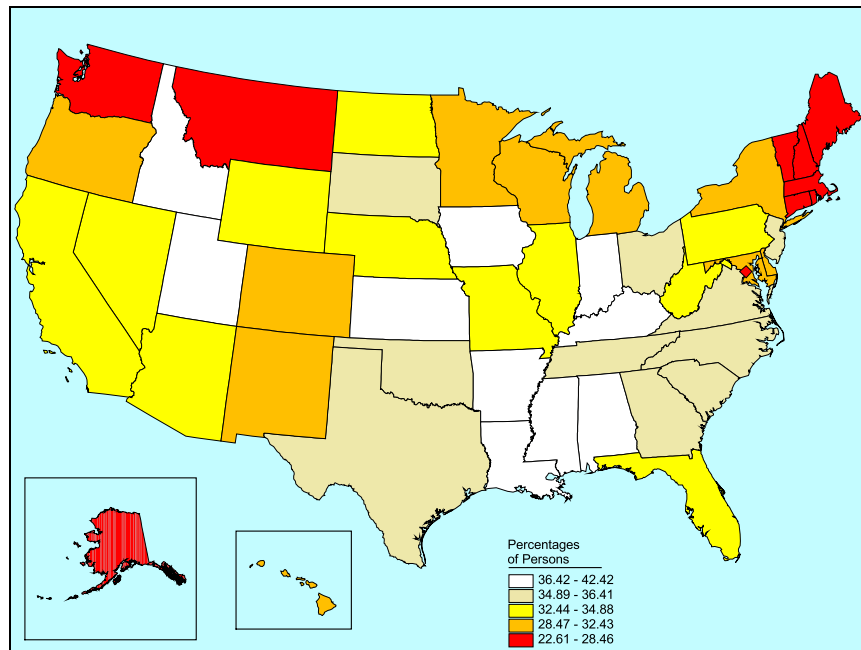 Percentages
of Persons
36.42 - 42.42
34.89 - 36.41
32.44 - 34.88
28.47 - 32.43
22.61 - 28.46